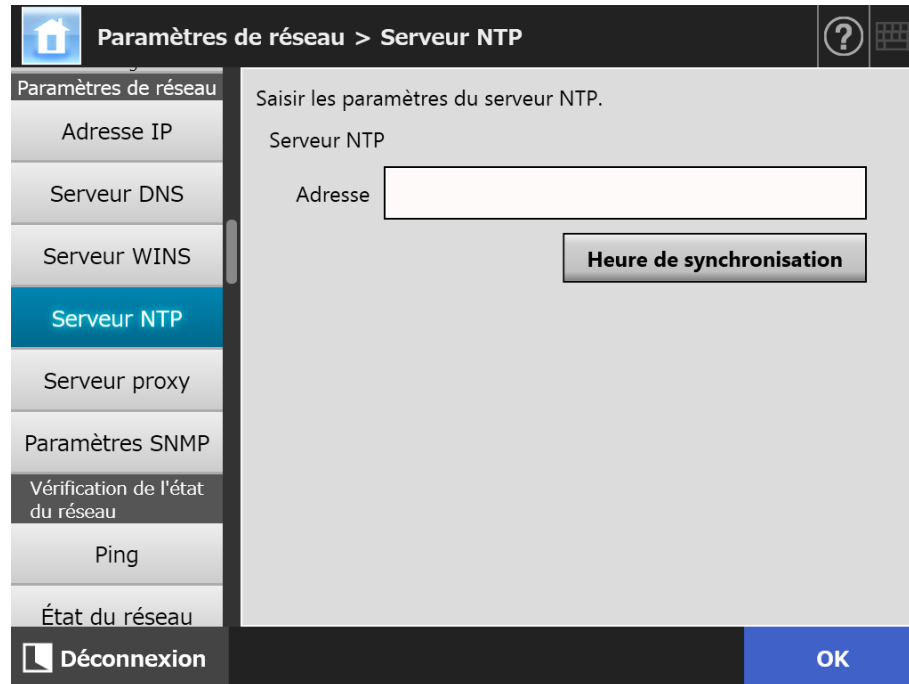 Paramètres de réseau > Serveur NTP
?
Paramètres de réseau
Adresse IP
Serveur DNS
Serveur WINS
Serveur NTP
Serveur proxy
Paramètres SNMP
Vérification de l'état
du réseau
Ping
État du réseau
Saisir les paramètres du serveur NTP.
Serveur NTP
Adresse
Heure de synchronisation
Déconnexion
OK